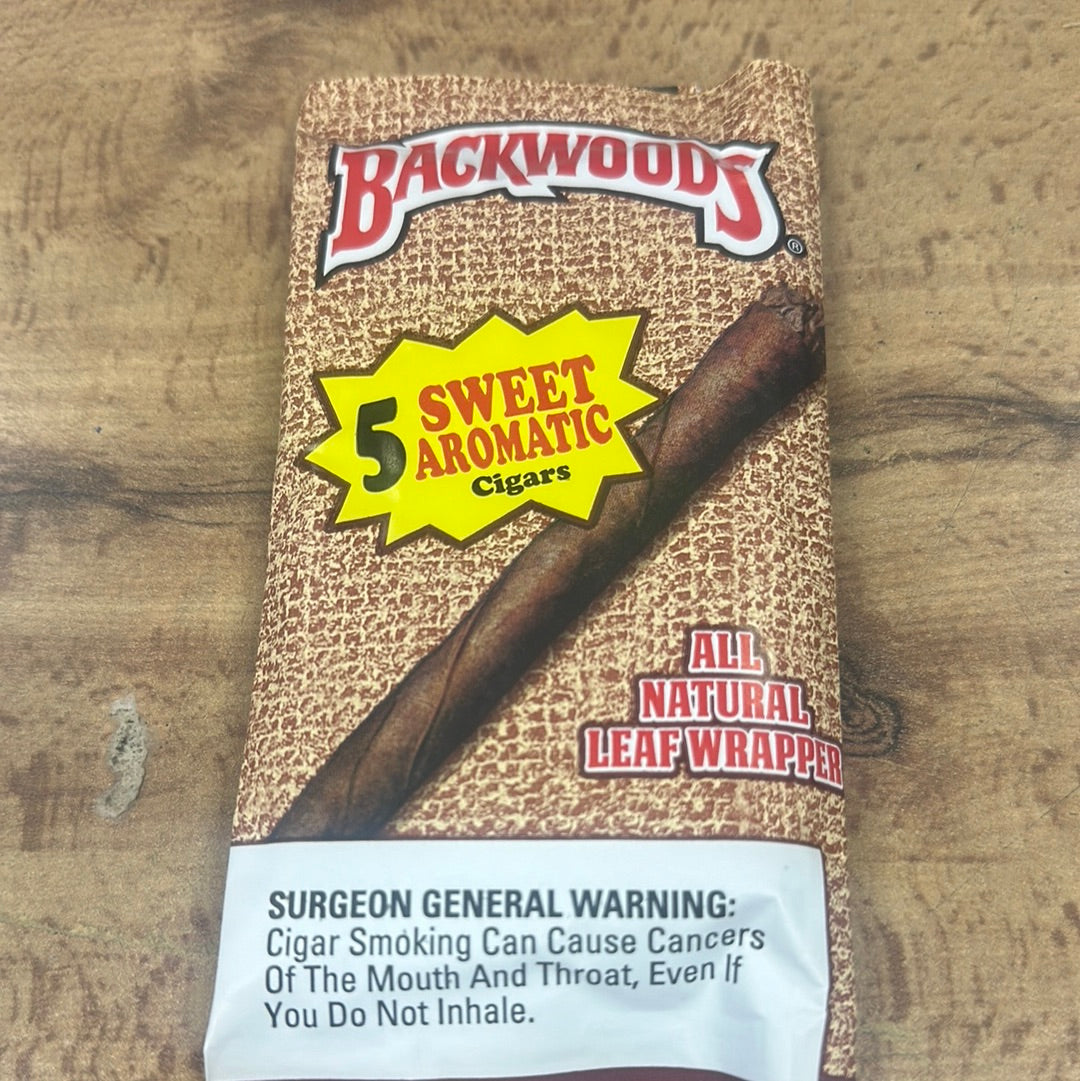 BACKWOODS®
5 SWEET
AROMATIC
Cigars
ALL
NATURAL
LEAF WRAPPER
SURGEON GENERAL WARNING:
Cigar Smoking Can Cause Cancers
Of The Mouth And Throat, Even If
You Do Not Inhale.